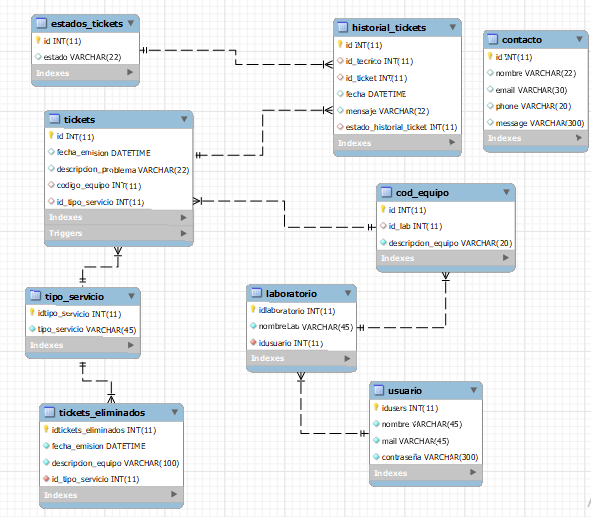 estados_tickets
id INT(11)
estado VARCHAR(22)
Indexes
historial_tickets
id INT(11)
id_tecnico INT(11)
id_ticket INT(11)
fecha DATETIME
mensaje VARCHAR(22)
estado_historial_ticket INT(11)
Indexes
contacto
id INT(11)
nombre VARCHAR(22)
email VARCHAR(30)
phone VARCHAR(20)
message VARCHAR(300)
Indexes
tickets
id INT(11)
fecha_emision DATETIME
descripcion_problema VARCHAR(22)
codigo_equipo INT(11)
id_tipo_servicio INT(11)
Indexes
Triggers
cod_equipo
id INT(11)
id_lab INT(11)
descripcion_equipo VARCHAR(20)
Indexes
tipo_servicio
idtipo_servicio INT(11)
tipo_servicio VARCHAR(45)
Indexes
laboratorio
idlaboratorio INT(11)
nombreLab VARCHAR(45)
idusuario INT(11)
Indexes
usuario
idusers INT(11)
nombre VARCHAR(45)
mail VARCHAR(45)
contraseña VARCHAR(300)
Indexes
tickets_eliminados
idtickets_eliminados INT(11)
fecha_emision DATETIME
descripcion_equipo VARCHAR(100)
id_tipo_servicio INT(11)
Indexes